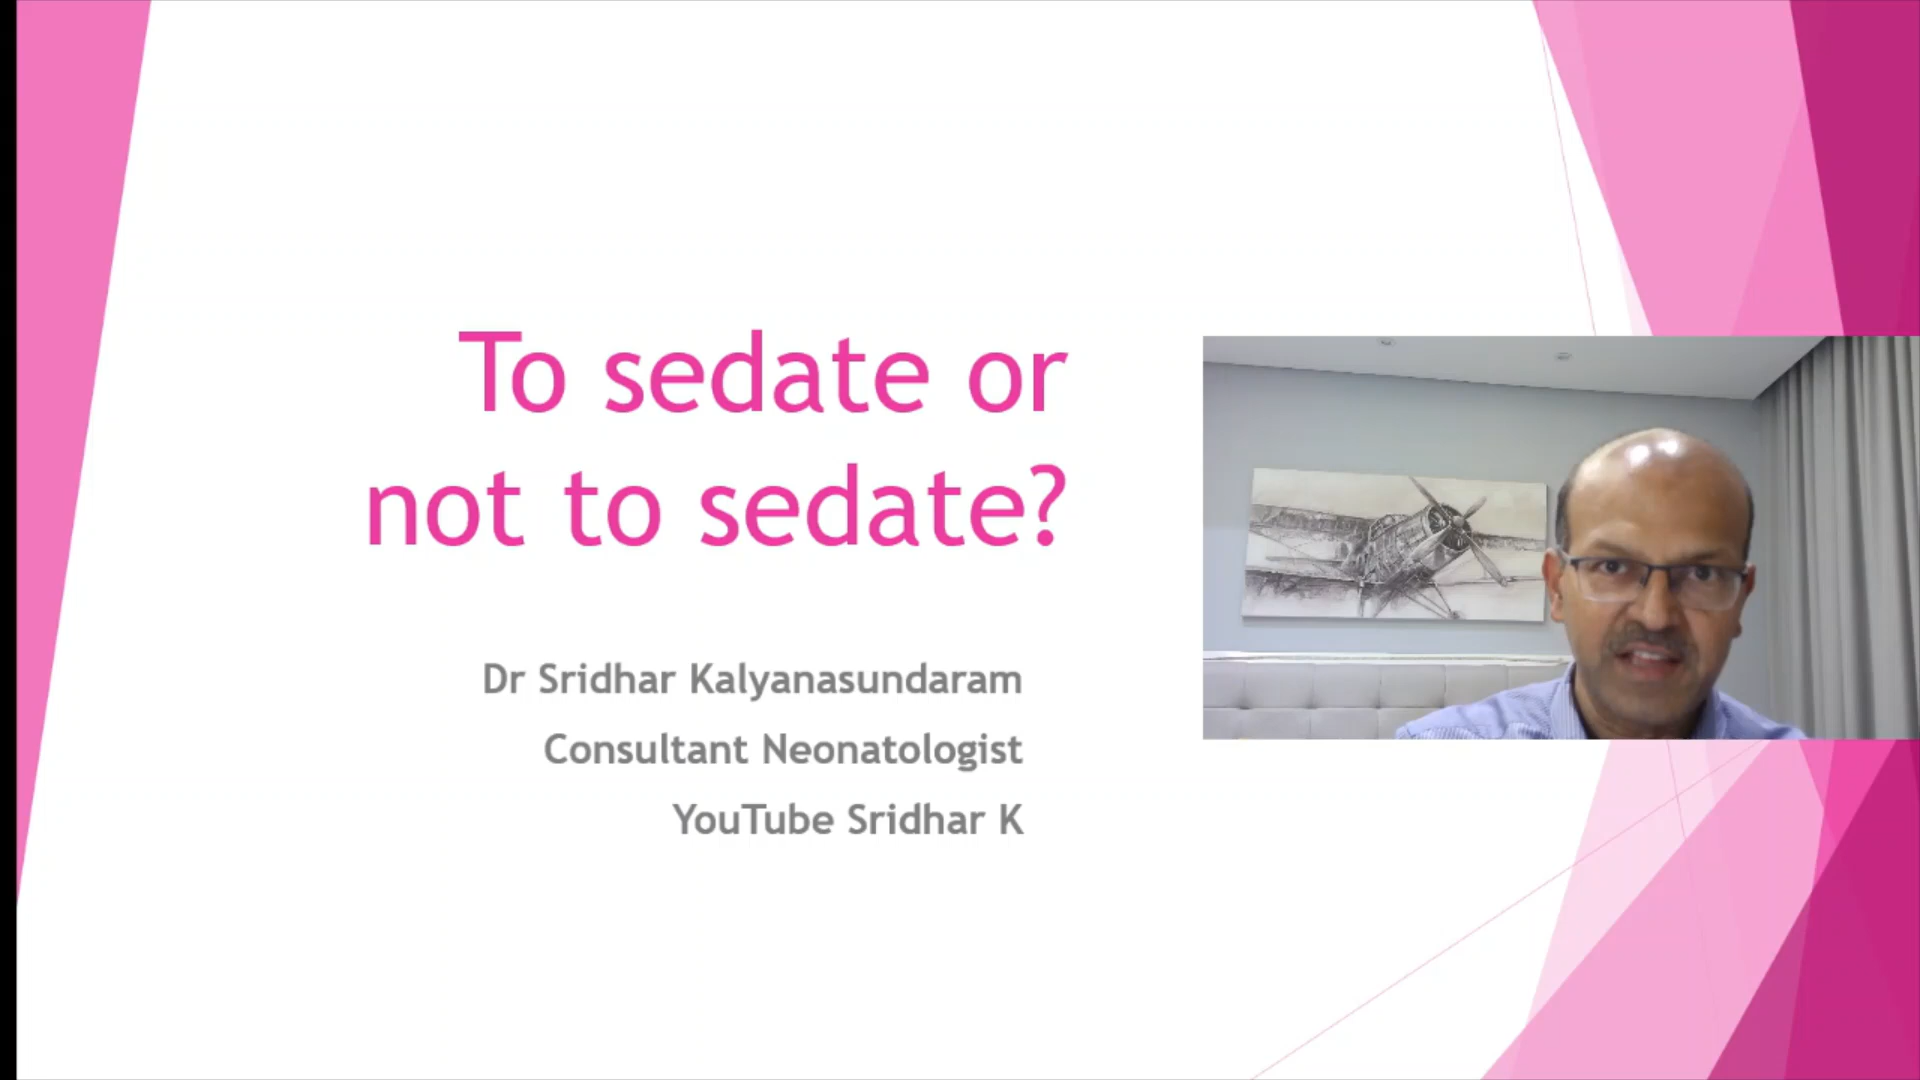 To sedate or
not to sedate?
Dr Sridhar Kalyanasundaram
Consultant Neonatologist
YouTube Sridhar K